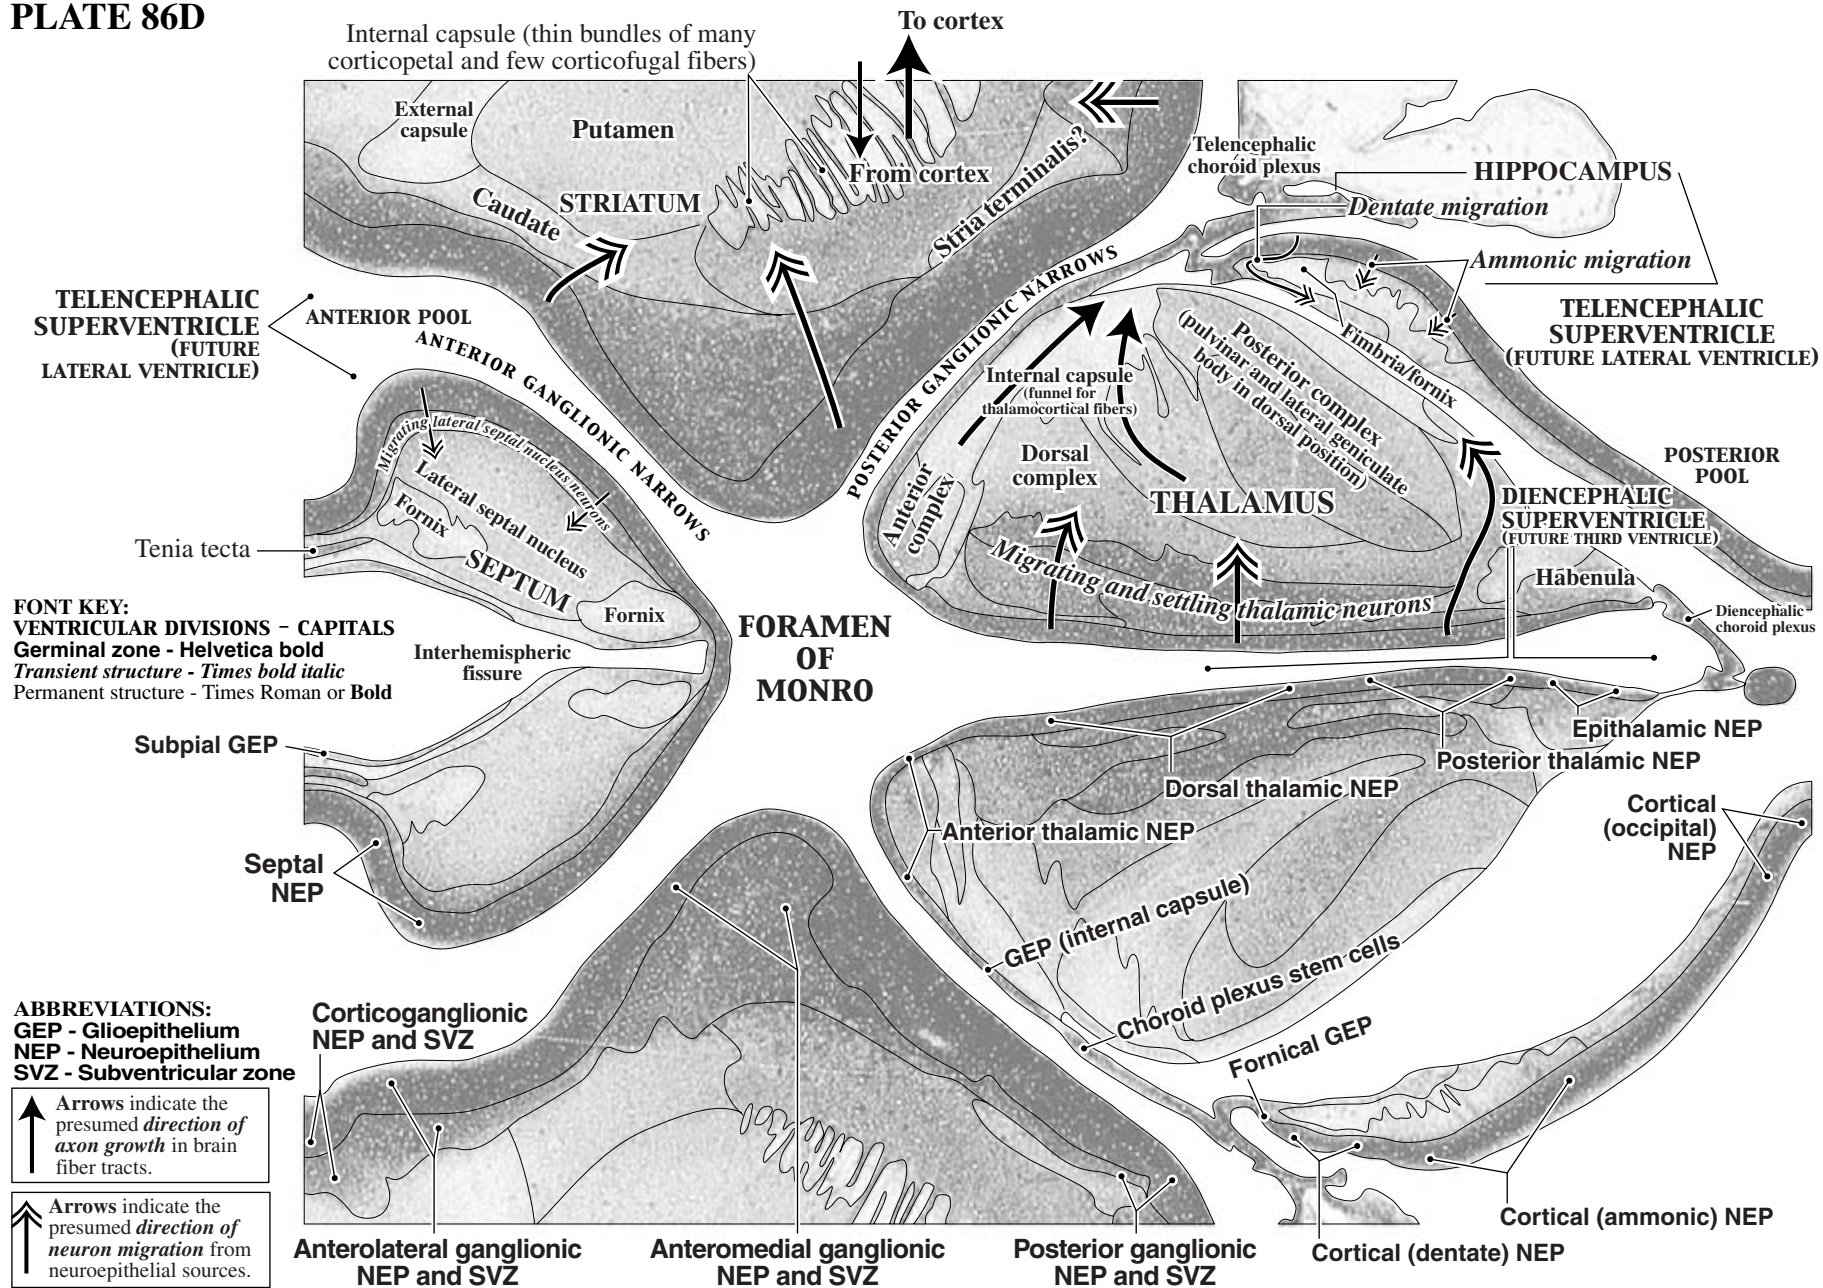 PLATE 86D
Internal capsule (thin bundles of many
corticopetal and few corticofugal fibers)
To cortex
External
capsule
Putamen
From cortex
STRIATUM
Caudate
Stria terminalis?
Telencephalic
choroid plexus
HIPPOCAMPUS
Dentate migration
Ammonic migration
TELENCEPHALIC
SUPERVENTRICLE
(FUTURE
LATERAL VENTRICLE)
ANTERIOR POOL
ANTERIOR GANGLIONIC NARROWS
POSTERIOR GANGLIONIC NARROWS
TELENCEPHALIC
SUPERVENTRICLE
(FUTURE LATERAL VENTRICLE)
Fimbria/fornix
Internal capsule
(funnel for
thalamocortical fibers)
Posterior complex
(pulvinar and lateral geniculate
body in dorsal position)
Migrating lateral septal nucleus neurons
Lateral septal nucleus
Fornix
SEPTUM
Fornix
Tenia tecta
Anterior
complex
Dorsal
complex
THALAMUS
Migrating and settling thalamic neurons
POSTERIOR
POOL
DIENCEPHALIC
SUPERVENTRICLE
(FUTURE THIRD VENTRICLE)
Habenula
Diencephalic
choroid plexus
FONT KEY:
VENTRICULAR DIVISIONS – CAPITALS
Germinal zone - Helvetica bold
Transient structure - Times bold italic
Permanent structure - Times Roman or Bold
Interhemispheric
fissure
FORAMEN
OF
MONRO
Subpial GEP
Septal
NEP
Epithalamic NEP
Posterior thalamic NEP
Dorsal thalamic NEP
Anterior thalamic NEP
Cortical
(occipital)
NEP
GEP (internal capsule)
Choroid plexus stem cells
Fornical GEP
ABBREVIATIONS:
GEP - Glioepithelium
NEP - Neuroepithelium
SVZ - Subventricular zone
Corticoganglionic
NEP and SVZ
Arrows indicate the
presumed direction of
axon growth in brain
fiber tracts.
Arrows indicate the
presumed direction of
neuron migration from
neuroepithelial sources.
Anterolateral ganglionic
NEP and SVZ
Anteromedial ganglionic
NEP and SVZ
Posterior ganglionic
NEP and SVZ
Cortical (dentate) NEP
Cortical (ammonic) NEP